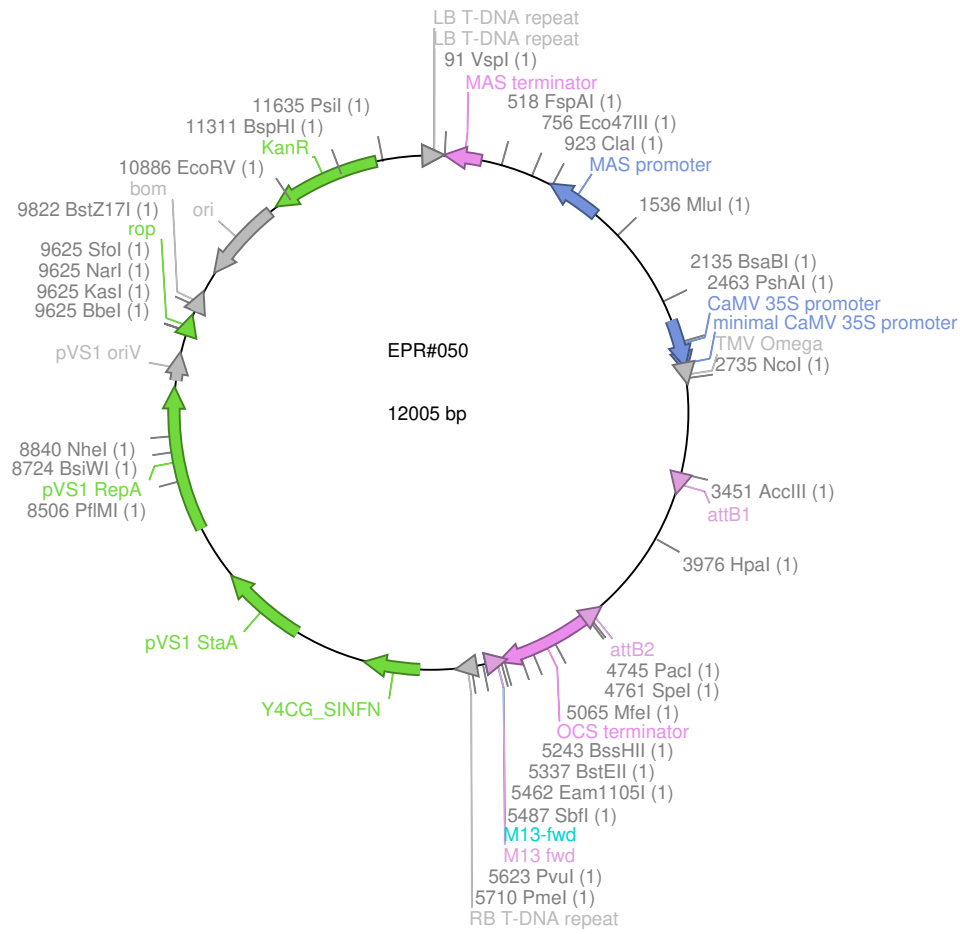 LB T-DNA repeat
LB T-DNA repeat
91 VspI (1)
MAS terminator
518 FspAI (1)
756 Eco47III (1)
923 ClaI (1)
MAS promoter
1536 MluI (1)
2135 BsaBI (1)
2463 PshAI (1)
CaMV 35S promoter
minimal CaMV 35S promoter
TMV Omega
2735 NcoI (1)
3451 AccIII (1)
attB1
3976 HpaI (1)
attB2
4745 PacI (1)
4761 SpeI (1)
5065 MfeI (1)
OCS terminator
5243 BssHII (1)
5337 BstEII (1)
5462 Eam1105I (1)
5487 SbfI (1)
M13-fwd
M13 fwd
5623 PvuI (1)
5710 PmeI (1)
RB T-DNA repeat
Y4CG_SINFN
pVS1 StaA
8506 PflMI (1)
pVS1 RepA
8724 BsiWI (1)
8840 NheI (1)
pVS1 oriV
9625 BbeI (1)
9625 KasI (1)
9625 NarI (1)
9625 SfoI (1)
rop
9822 BstZ17I (1)
bom
ori
10886 EcoRV (1)
KanR
11311 BspHI (1)
11635 PsiI (1)
EPR#050
12005 bp